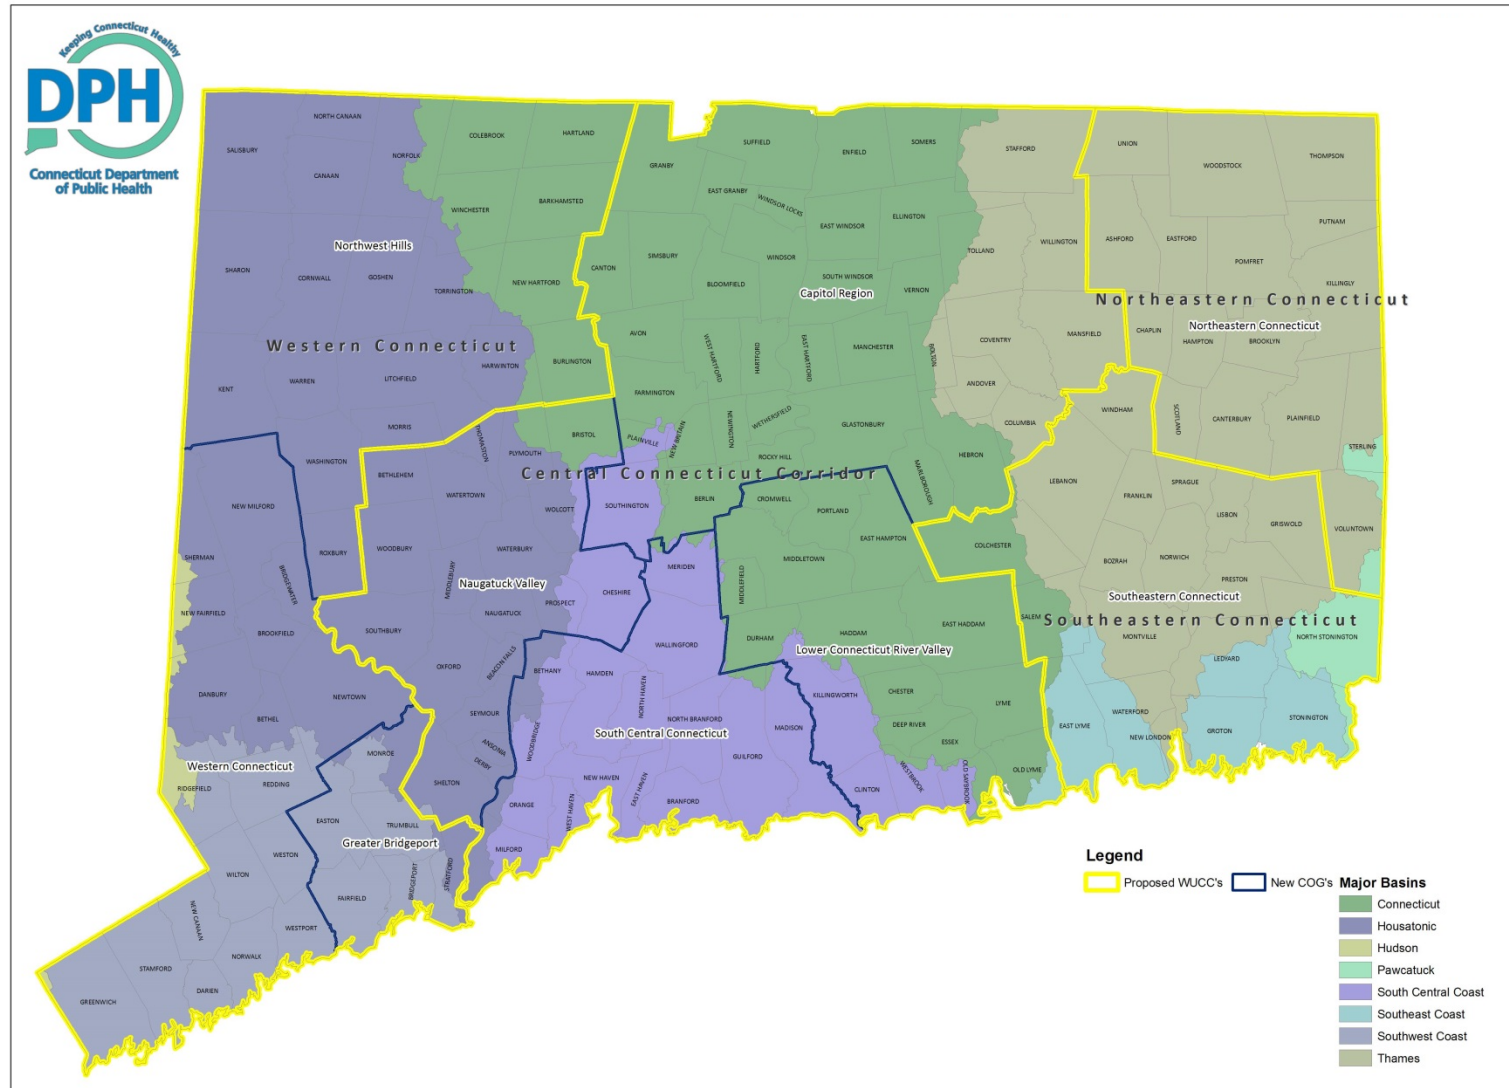 Keeping Connecticut Healthy
DPH
Connecticut Department
of Public Health
NORTH CANAAN
SALISBURY
NORFOLK
CANAAN
COLEBROOK
HARTLAND
WINCHESTER
BARKHAMSTED
Northwest Hills
SHARON
CORNWALL
GOSHEN
TORRINGTON
NEW HARTFORD
Western Connecticut
KENT
WARREN
LITCHFIELD
HARWINTON
BURLINGTON
MORRIS
WASHINGTON
SUFFIELD
ENFIELD
SOMERS
STAFFORD
GRANBY
EAST GRANBY
WINDSOR LOCKS
EAST WINDSOR
ELLINGTON
CANTON
SIMSBURY
BLOOMFIELD
WINDSOR
SOUTH WINDSOR
VERNON
TOLLAND
WILLINGTON
Capitol Region
AVON
WEST HARTFORD
HARTFORD
EAST HARTFORD
MANCHESTER
BOLTON
COVENTRY
MANSFIELD
ANDOVER
COLUMBIA
FARMINGTON
NEWINGTON
WETHERSFIELD
GLASTONBURY
ROCKY HILL
HEBRON
MARLBOROUGH
BRISTOL
PLAINVILLE
NEW BRITAIN
Central Connecticut Corridor
SOUTHINGTON
BERLIN
UNION
WOODSTOCK
THOMPSON
PUTNAM
ASHFORD
EASTFORD
POMFRET
KILLINGLY
Northeastern Connecticut
Northeastern Connecticut
CHAPLIN
HAMPTON
BROOKLYN
WINDHAM
SCOTLAND
CANTERBURY
PLAINFIELD
STERLING
VOLUNTOWN
LEBANON
FRANKLIN
SPRAGUE
LISBON
GRISWOLD
BOZRAH
NORWICH
PRESTON
Southeastern Connecticut
Southeastern Connecticut
COLCHESTER
SALEM
MONTVILLE
LEDYARD
NORTH STONINGTON
EAST LYME
WATERFORD
NEW LONDON
GROTON
STONINGTON
BETHLEHEM
THOMASTON
PLYMOUTH
WATERTOWN
WOLCOTT
WOODBURY
MIDDLEBURY
WATERBURY
Naugatuck Valley
NAUGATUCK
PROSPECT
CHESHIRE
SOUTHBURY
OXFORD
BEACON FALLS
SEYMOUR
ANSONIA
DERBY
SHELTON
NEW MILFORD
SHERMAN
BRIDGEWATER
ROXBURY
NEW FAIRFIELD
BROOKFIELD
DANBURY
BETHEL
NEWTOWN
Western Connecticut
RIDGEFIELD
REDDING
WESTON
WILTON
NEW CANAAN
WESTPORT
NORWALK
STAMFORD
DARIEN
GREENWICH
MONROE
EASTON
TRUMBULL
Greater Bridgeport
FAIRFIELD
BRIDGEPORT
STRATFORD
MERIDEN
WALLINGFORD
BETHANY
HAMDEN
NORTH HAVEN
WOODBRIDGE
NORTH BRANFORD
South Central Connecticut
MADISON
GUILFORD
NEW HAVEN
EAST HAVEN
BRANFORD
ORANGE
WEST HAVEN
MILFORD
CROMWELL
PORTLAND
EAST HAMPTON
MIDDLETOWN
MIDDLEFIELD
DURHAM
HADDAM
EAST HADDAM
Lower Connecticut River Valley
KILLINGWORTH
CHESTER
DEEP RIVER
ESSEX
LYME
OLD LYME
CLINTON
WESTBROOK
OLD SAYBROOK
Legend
Proposed WUCC's
New COG's
Major Basins
Connecticut
Housatonic
Hudson
Pawcatuck
South Central Coast
Southeast Coast
Southwest Coast
Thames